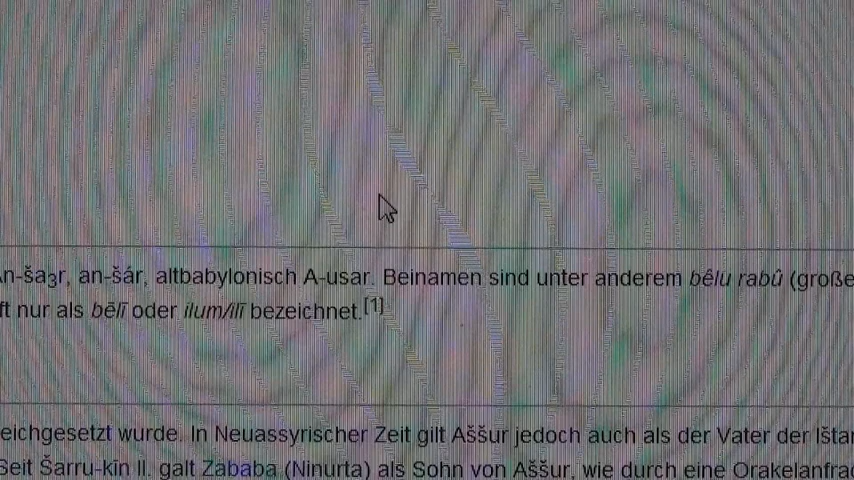 n-ša₃r, an-šár, altbabylonisch A-usar. Beinamen sind unter anderem bêlu rabû (große
ft nur als bēlī oder ilum/ilī bezeichnet.[1]
eichgesetzt wurde. In Neuassyrischer Zeit gilt Aššur jedoch auch als der Vater der Ištar
Seit Šarru-kīn II. galt Zababa (Ninurta) als Sohn von Aššur, wie durch eine Orakelanfrag